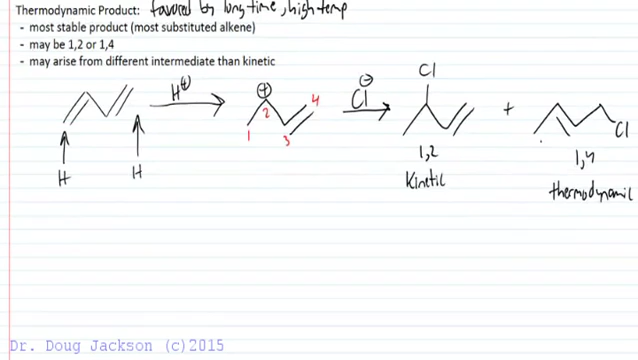 Thermodynamic Product: favored by long time, high temp
- most stable product (most substituted alkene)
- may be 1,2 or 1,4
- may arise from different intermediate than kinetic
H⊕
⊕
1 2 3 4
Cl⊖
Cl
+
Cl
H
H
1,2
Kinetic
1,4
thermodynamic
Dr. Doug Jackson (c)2015